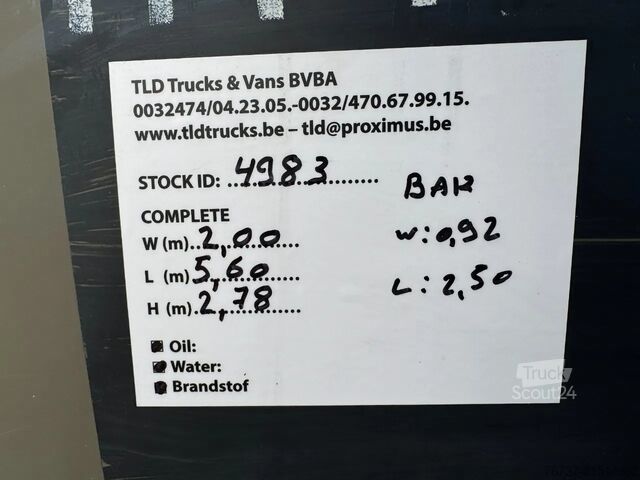 TLD Trucks & Vans BVBA
0032474/04.23.05.-0032/470.67.99.15.
www.tldtrucks.be – tld@proximus.be
STOCK ID: 4983
BAK
COMPLETE
W (m) 2,00
w: 0,92
L (m) 5,60
L: 2,50
H (m) 2,78
Oil:
Water:
Brandstof
Truck
Scout24